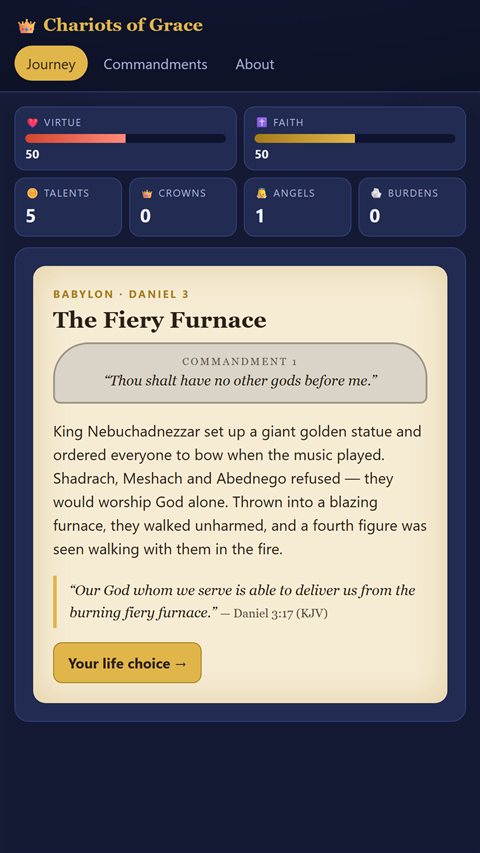 Chariots of Grace
Journey
Commandments
About
VIRTUE
50
FAITH
50
TALENTS
5
CROWNS
0
ANGELS
1
BURDENS
0
BABYLON · DANIEL 3
The Fiery Furnace
COMMANDMENT 1
“Thou shalt have no other gods before me.”
King Nebuchadnezzar set up a giant golden statue and
ordered everyone to bow when the music played.
Shadrach, Meshach and Abednego refused — they
would worship God alone. Thrown into a blazing
furnace, they walked unharmed, and a fourth figure was
seen walking with them in the fire.
“Our God whom we serve is able to deliver us from the
burning fiery furnace.” — Daniel 3:17 (KJV)
Your life choice →